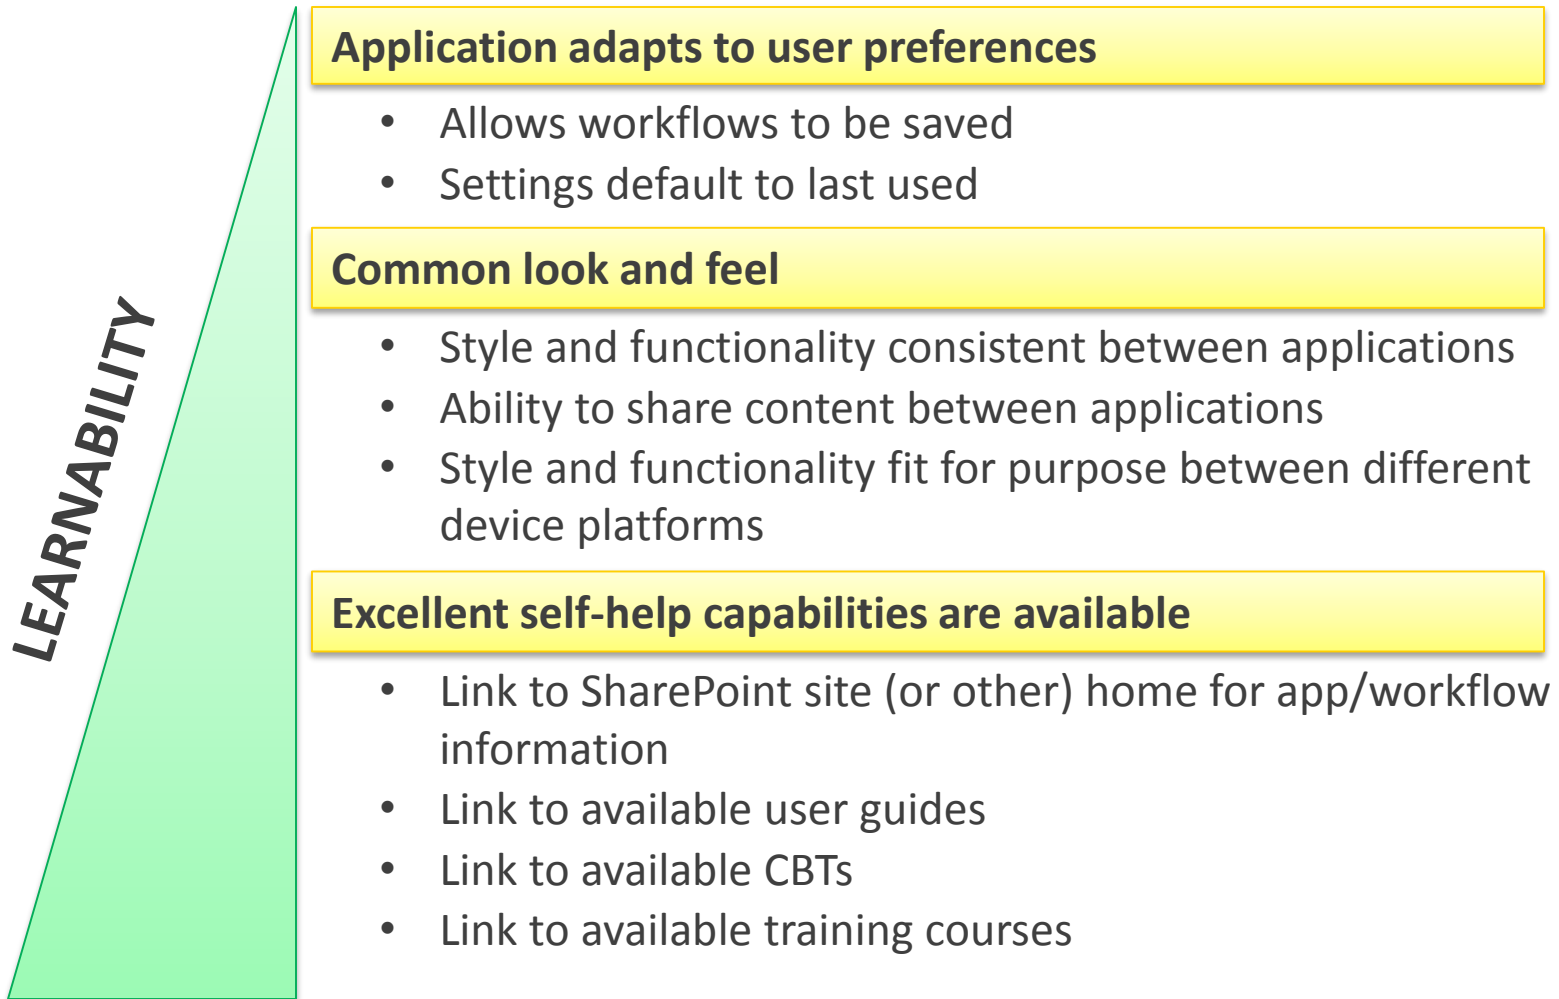 LEARNABILITY
Application adapts to user preferences
• Allows workflows to be saved
• Settings default to last used
Common look and feel
• Style and functionality consistent between applications
• Ability to share content between applications
• Style and functionality fit for purpose between different
device platforms
Excellent self-help capabilities are available
• Link to SharePoint site (or other) home for app/workflow
information
• Link to available user guides
• Link to available CBTs
• Link to available training courses